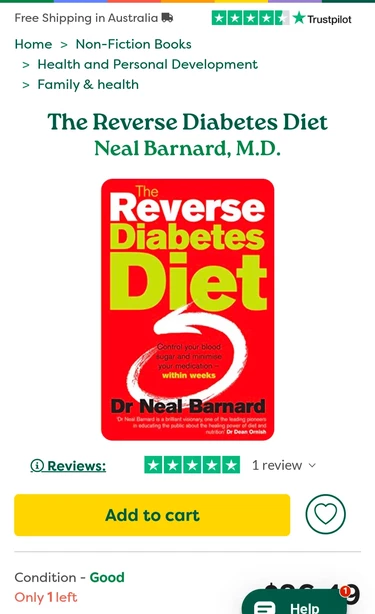 Free Shipping in Australia
Trustpilot
Home > Non-Fiction Books
> Health and Personal Development
> Family & health
The Reverse Diabetes Diet
Neal Barnard, M.D.
The
Reverse
Diabetes
Diet
Control your blood
sugar and minimise
your medication –
within weeks
Dr Neal Barnard
'Dr Neal Barnard is a brilliant visionary, one of the leading pioneers
in educating the public about the healing power of diet and
nutrition' Dr Dean Ornish
Reviews:
1 review
Add to cart
Condition - Good
Only 1 left
1
Help